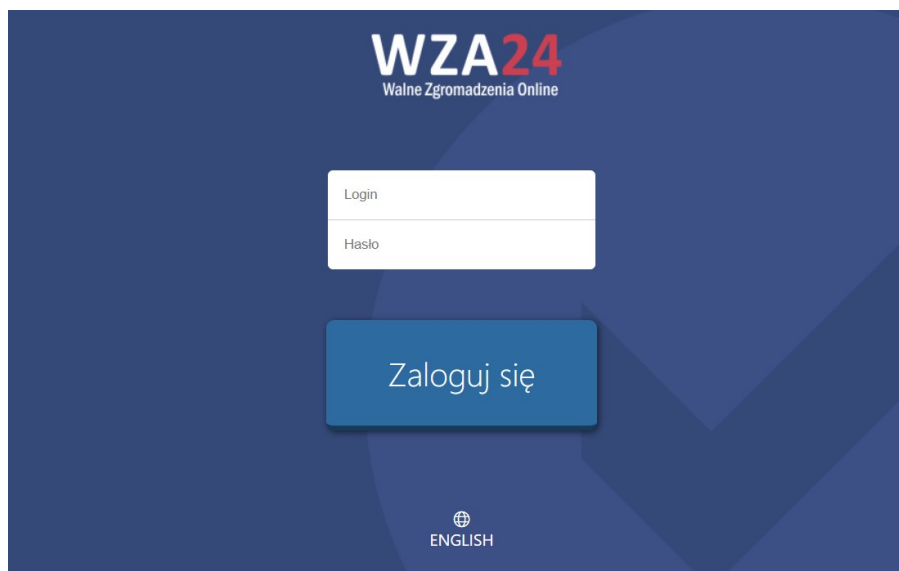 WZA24
Walne Zgromadzenia Online
Login
Hasło
Zaloguj się
ENGLISH